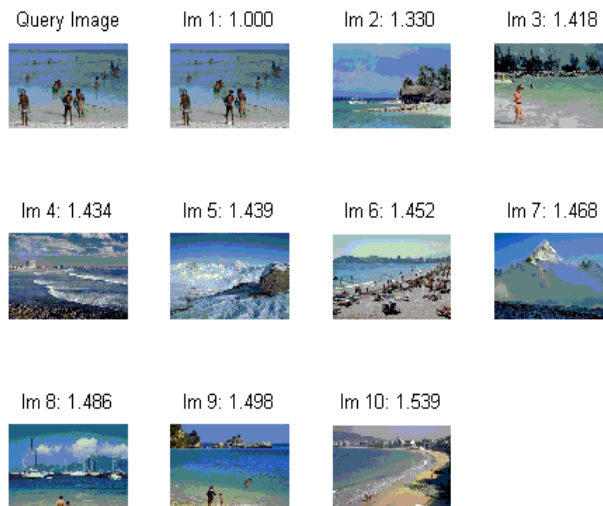 Query Image
Im 1: 1.000
Im 2: 1.330
Im 3: 1.418
Im 4: 1.434
Im 5: 1.439
Im 6: 1.452
Im 7: 1.468
Im 8: 1.486
Im 9: 1.498
Im 10: 1.539